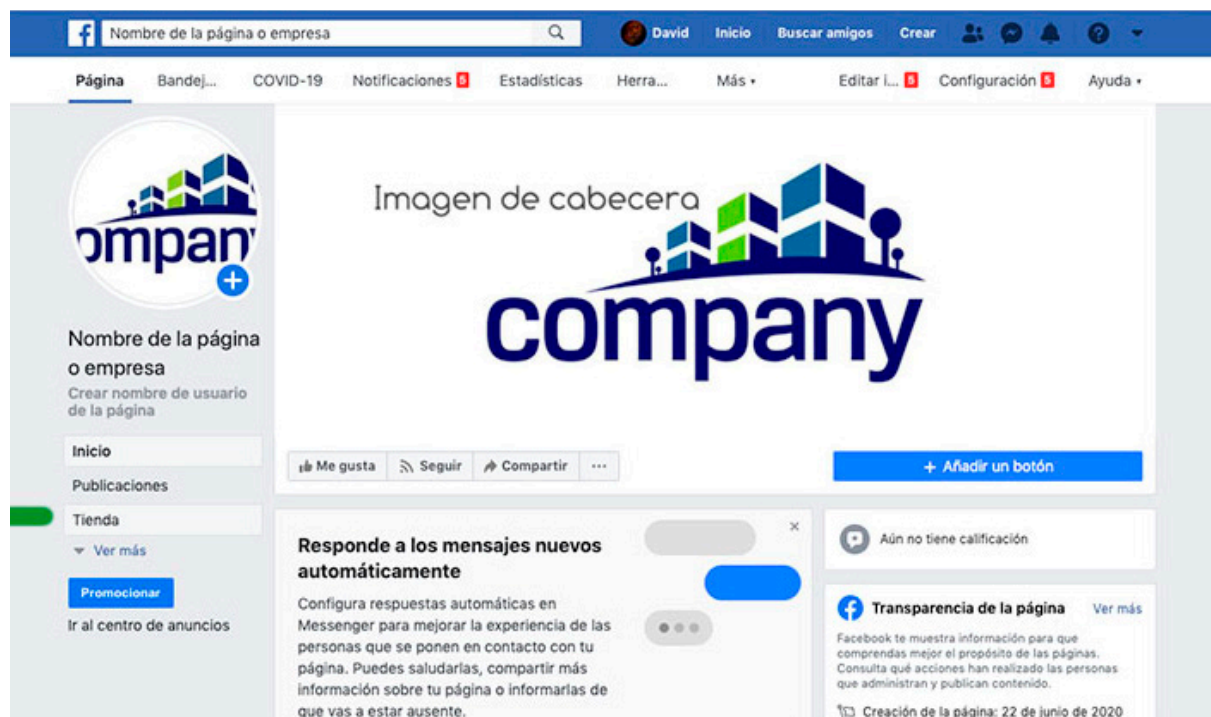 Nombre de la página o empresa
David Inicio Buscar amigos Crear
Página Bandej... COVID-19 Notificaciones 5 Estadísticas Herra... Más Editar i... 5 Configuración 5 Ayuda
ompany
Imagen de cabecera
company
Nombre de la página
o empresa
Crear nombre de usuario
de la página
Inicio
Publicaciones
Tienda
Ver más
Promocionar
Ir al centro de anuncios
Me gusta Seguir Compartir ...
+ Añadir un botón
Responde a los mensajes nuevos
automáticamente
Configura respuestas automáticas en
Messenger para mejorar la experiencia de las
personas que se ponen en contacto con tu
página. Puedes saludarlas, compartir más
información sobre tu página o informarlas de
que vas a estar ausente.
Aún no tiene calificación
Transparencia de la página Ver más
Facebook te muestra información para que
comprendas mejor el propósito de las páginas.
Consulta qué acciones han realizado las personas
que administran y publican contenido.
Creación de la página: 22 de junio de 2020